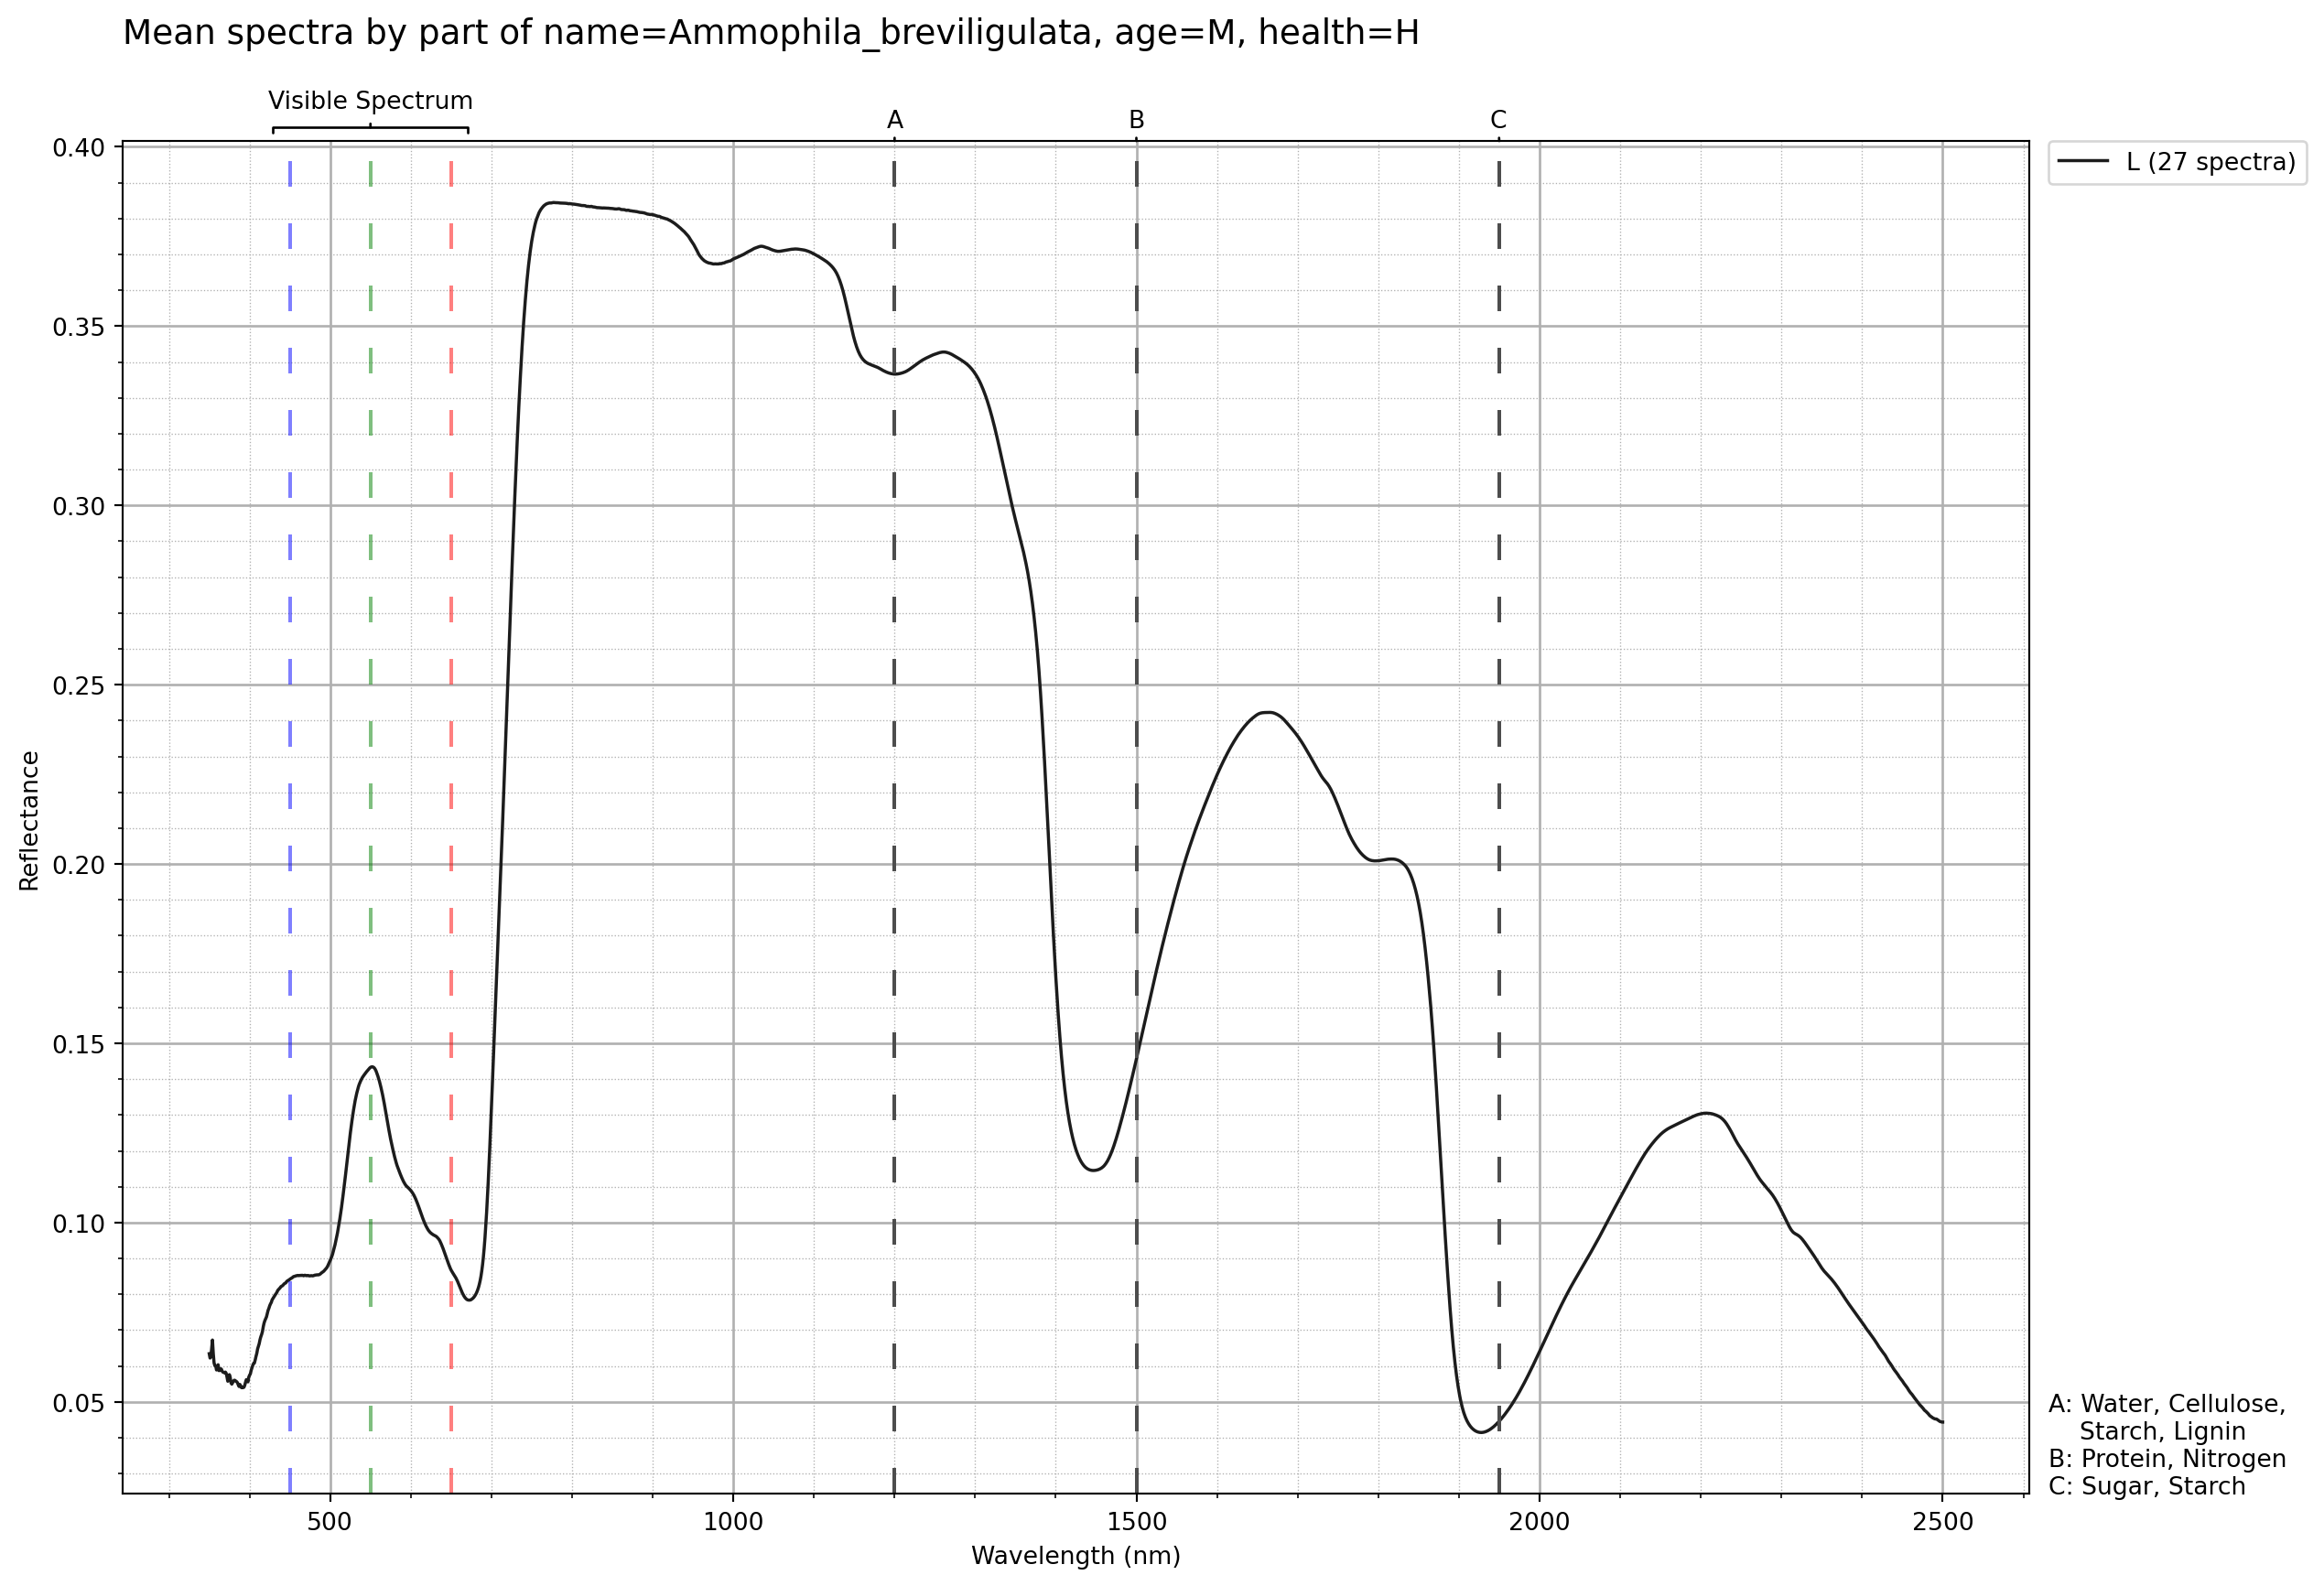 Mean spectra by part of name=Ammophila_breviligulata, age=M, health=H
Visible Spectrum
A
B
C
L (27 spectra)
0.40
0.35
0.30
0.25
0.20
0.15
0.10
0.05
Reflectance
500
1000
1500
2000
2500
Wavelength (nm)
A: Water, Cellulose,
Starch, Lignin
B: Protein, Nitrogen
C: Sugar, Starch